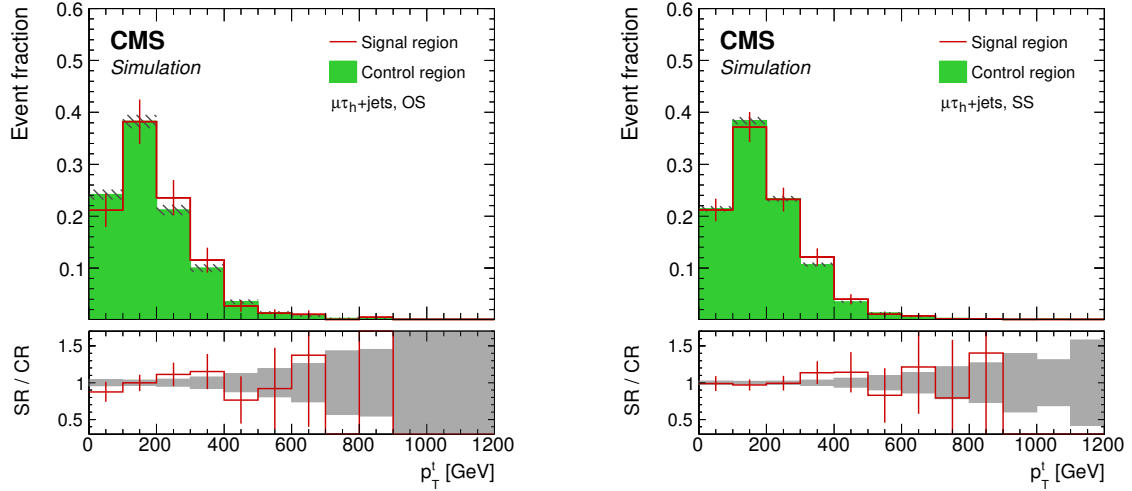 0.6
0.5
0.4
0.3
0.2
0.1
Event fraction
CMS
Simulation
Signal region
Control region
μτh+jets, OS
1.5
1
0.5
SR / CR
0 200 400 600 800 1000 1200
p_T^t [GeV]
0.6
0.5
0.4
0.3
0.2
0.1
Event fraction
CMS
Simulation
Signal region
Control region
μτh+jets, SS
1.5
1
0.5
SR / CR
0 200 400 600 800 1000 1200
p_T^t [GeV]